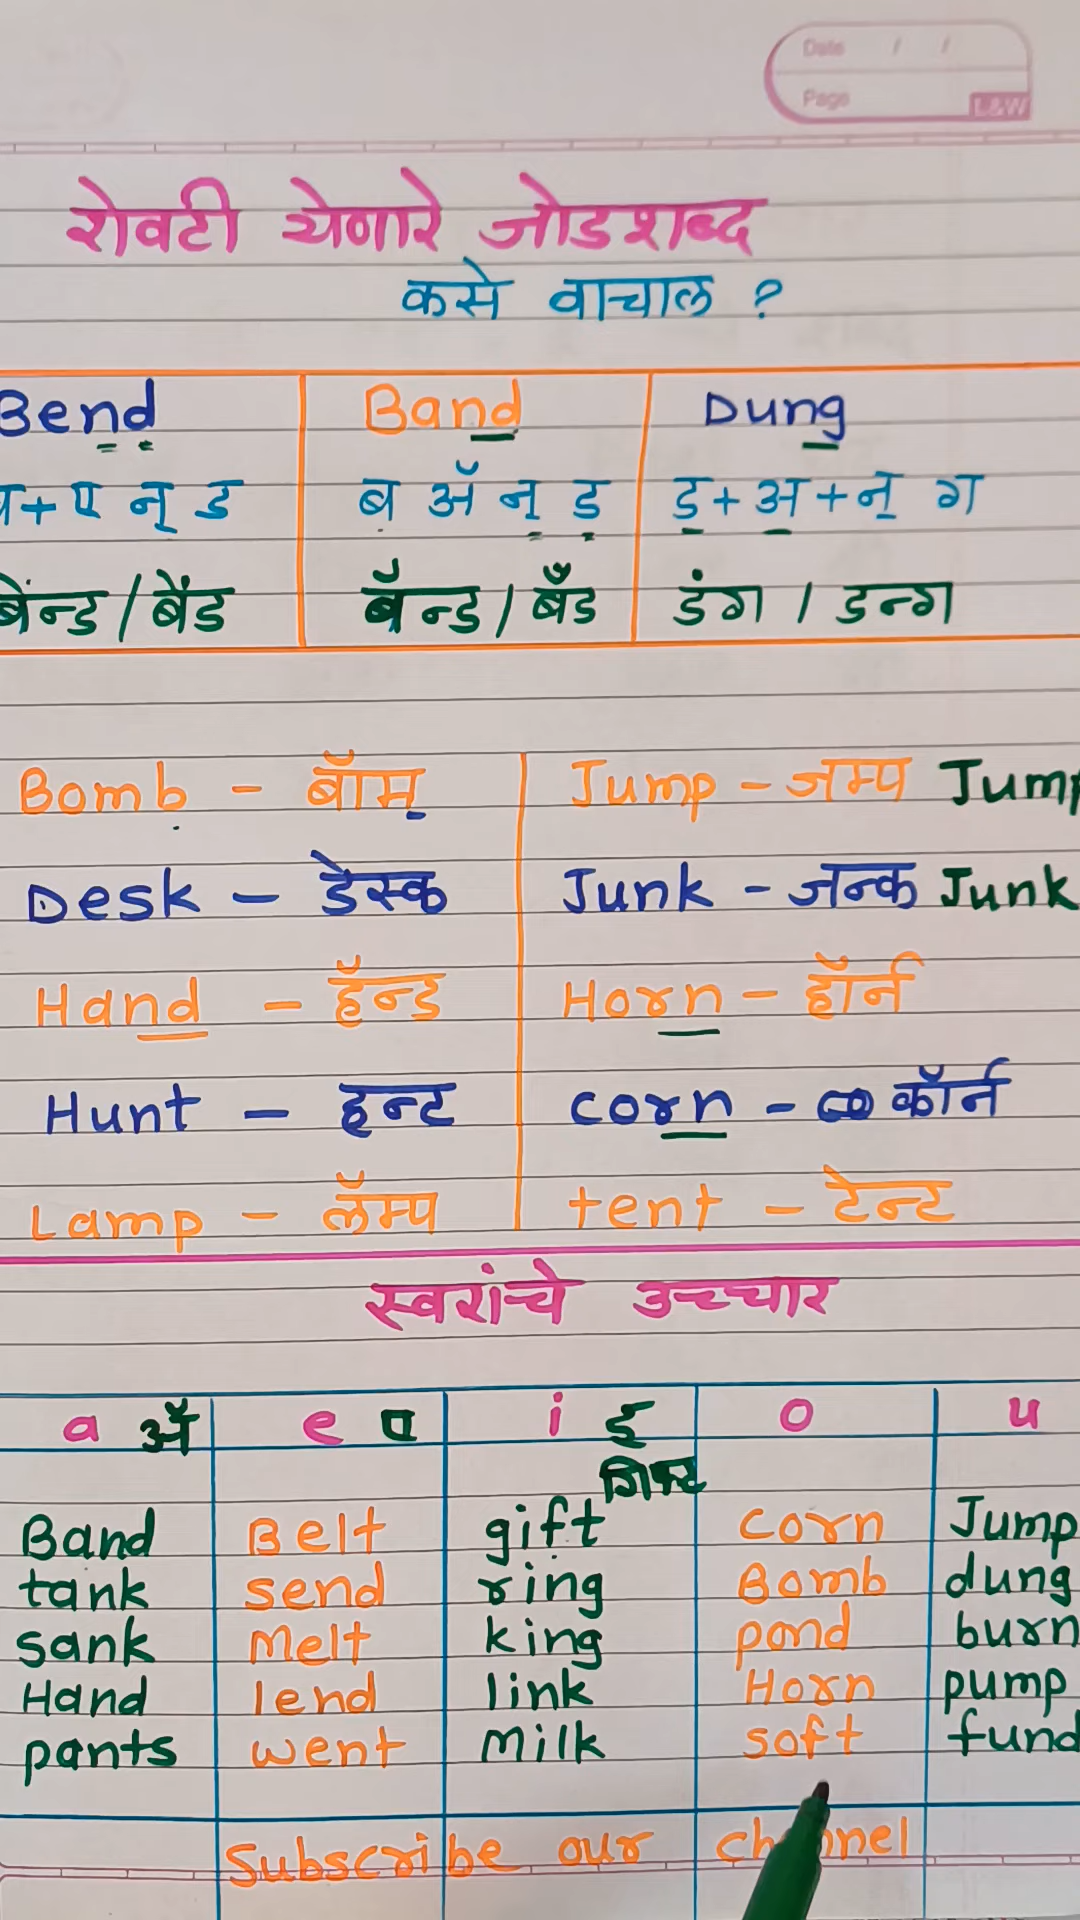 Date / /
Page
L&W
शेवटी येणारे जोडशब्द
कसे वाचाल ?
Bend Band Dung
ब+ए न् ड ब ॲ न् ड् ड्+अ+न् ग
बेन्ड/बेंड बॅन्ड/बँड डंग / डन्ग
Bomb - बॉम् Jump - जम्प Jump
Desk - डेस्क Junk - जन्क Junk
Hand - हॅन्ड Horn - हॉर्न
Hunt - हन्ट corn - कॉर्न
Lamp - लॅम्प tent - टेन्ट
स्वरांचे उच्चार
a ॲ e ए i इ o u
गिफ्ट
Band Belt gift corn Jump
tank send ring Bomb dung
sank Melt king pond burn
Hand lend link Horn pump
pants went Milk soft fund
Subscribe our channel